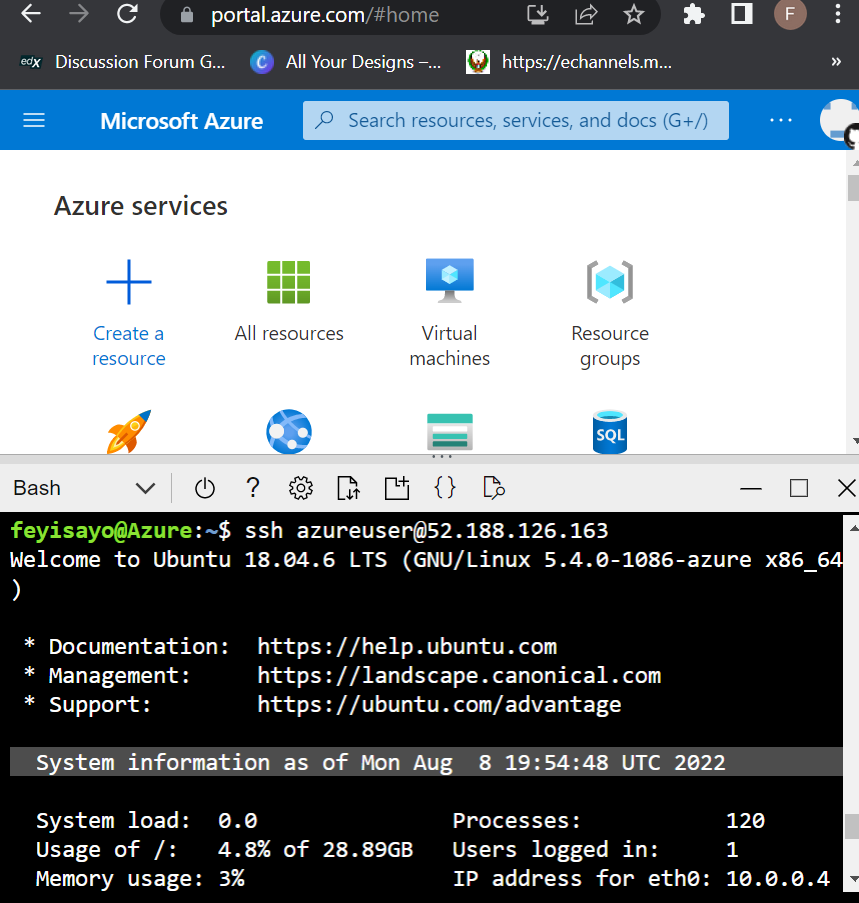 portal.azure.com/#home
F
edX Discussion Forum G... C All Your Designs –... https://echannels.m... »
Microsoft Azure Search resources, services, and docs (G+/) ...
Azure services
Create a resource
All resources
Virtual machines
Resource groups
SQL
Bash ? {}
feyisayo@Azure:~$ ssh azureuser@52.188.126.163
Welcome to Ubuntu 18.04.6 LTS (GNU/Linux 5.4.0-1086-azure x86_64
)
* Documentation: https://help.ubuntu.com
* Management: https://landscape.canonical.com
* Support: https://ubuntu.com/advantage
System information as of Mon Aug 8 19:54:48 UTC 2022
System load: 0.0 Processes: 120
Usage of /: 4.8% of 28.89GB Users logged in: 1
Memory usage: 3% IP address for eth0: 10.0.0.4